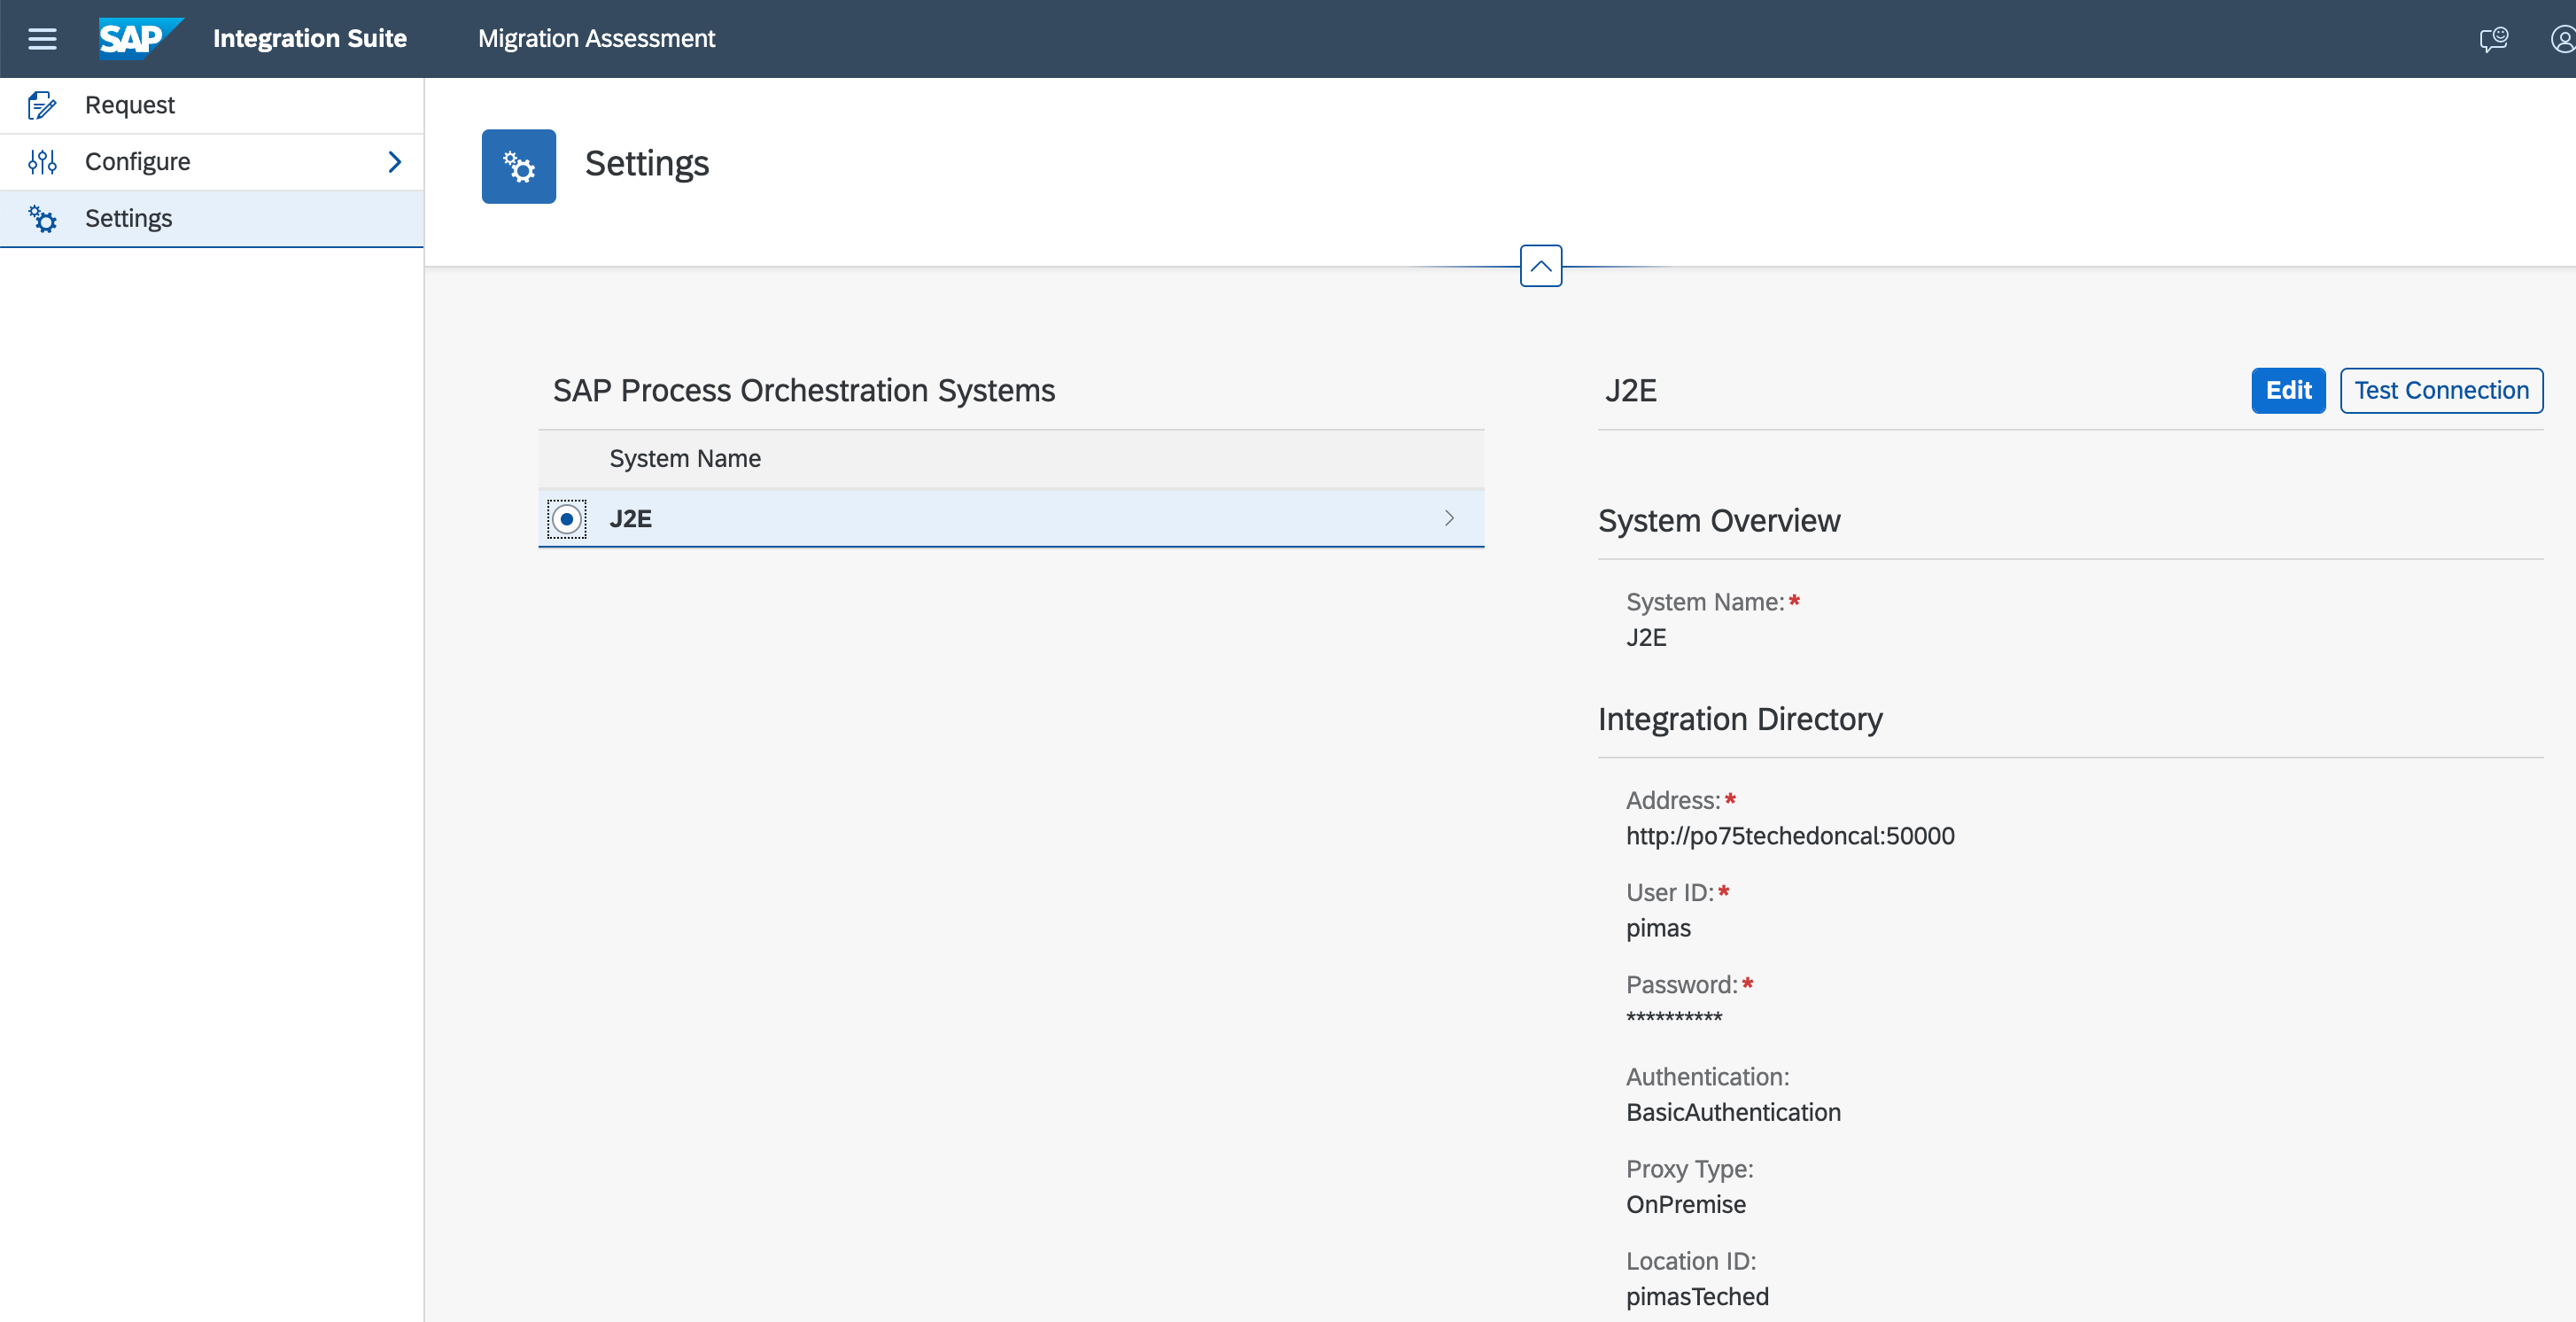 SAP Integration Suite Migration Assessment
Request
Configure
Settings
Settings
SAP Process Orchestration Systems
System Name
J2E
J2E
Edit
Test Connection
System Overview
System Name:*
J2E
Integration Directory
Address:*
http://po75techedoncal:50000
User ID:*
pimas
Password:*
**********
Authentication:
BasicAuthentication
Proxy Type:
OnPremise
Location ID:
pimasTeched